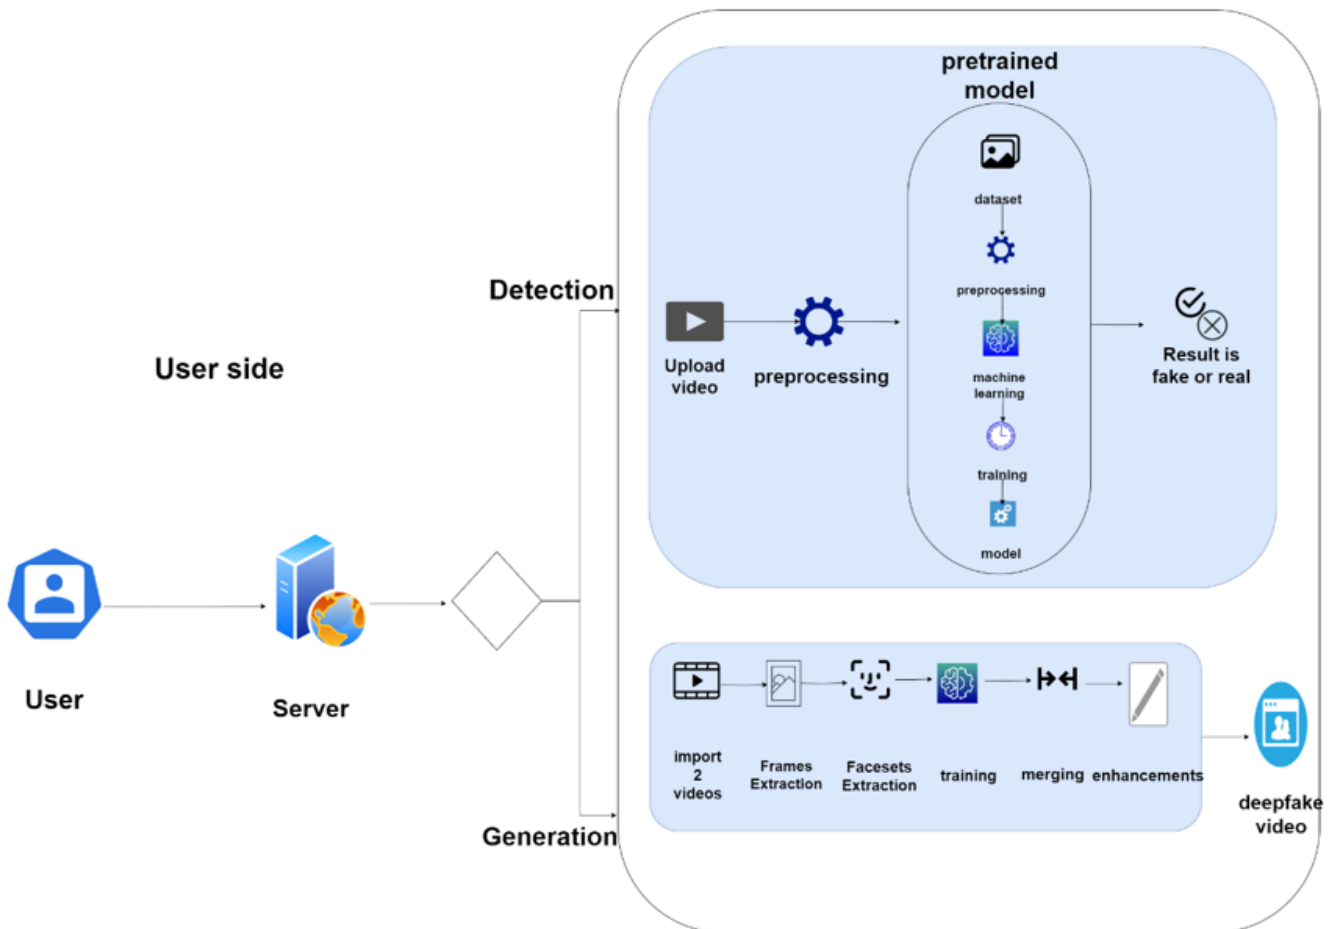 pretrained
model
dataset
preprocessing
machine
learning
training
model
Detection
Upload
video
preprocessing
Result is
fake or real
User side
User
Server
import
2
videos
Frames
Extraction
Facesets
Extraction
training
merging
enhancements
deepfake
video
Generation